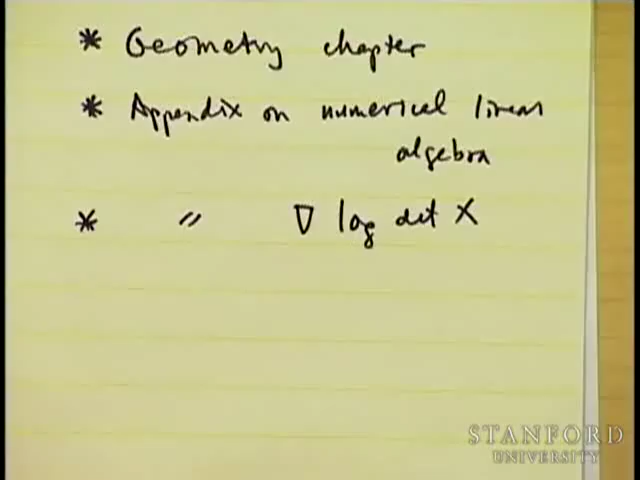 * Geometry chapter
* Appendix on numerical linear
algebra
* " ∇ log det X
STANFORD
UNIVERSITY